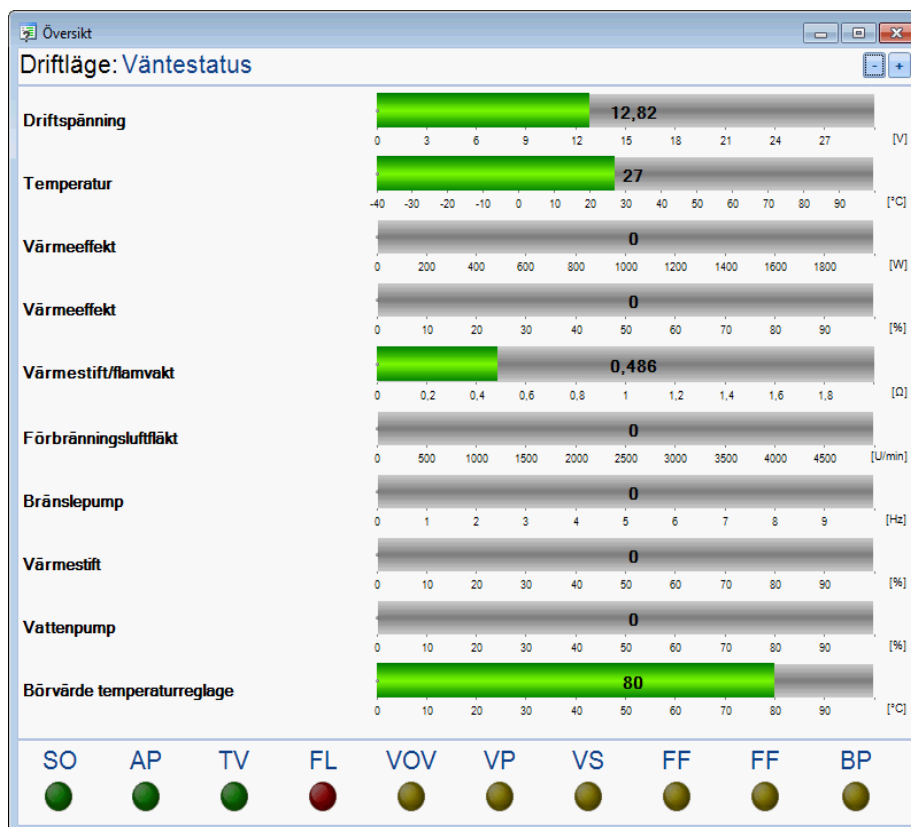 Översikt
Driftläge: Väntestatus
- +
Driftspänning 12,82
0 3 6 9 12 15 18 21 24 27 [V]
Temperatur 27
-40 -30 -20 -10 0 10 20 30 40 50 60 70 80 90 [°C]
Värmeeffekt 0
0 200 400 600 800 1000 1200 1400 1600 1800 [W]
Värmeeffekt 0
0 10 20 30 40 50 60 70 80 90 [%]
Värmestift/flamvakt 0,486
0 0,2 0,4 0,6 0,8 1 1,2 1,4 1,6 1,8 [Ω]
Förbränningsluftfläkt 0
0 500 1000 1500 2000 2500 3000 3500 4000 4500 [U/min]
Bränslepump 0
0 1 2 3 4 5 6 7 8 9 [Hz]
Värmestift 0
0 10 20 30 40 50 60 70 80 90 [%]
Vattenpump 0
0 10 20 30 40 50 60 70 80 90 [%]
Börvärde temperaturreglage 80
0 10 20 30 40 50 60 70 80 90 [°C]
SO AP TV FL VOV VP VS FF FF BP